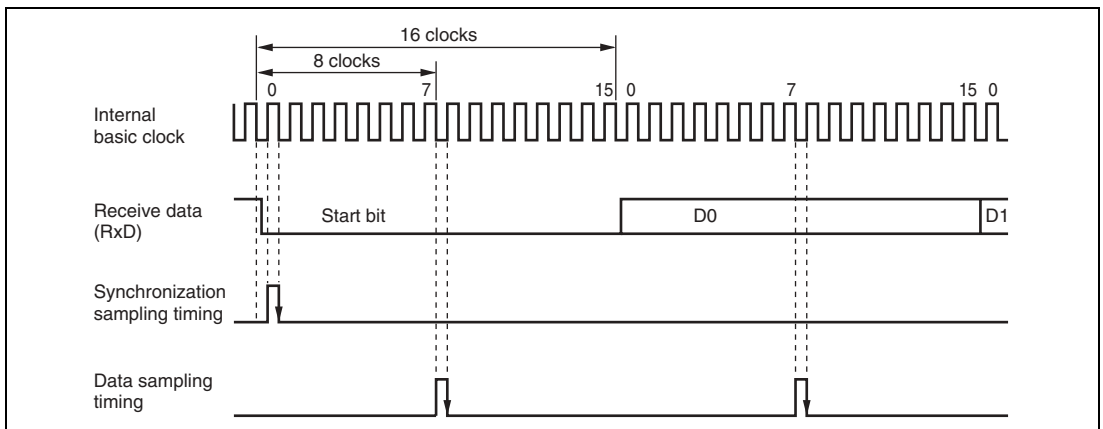 16 clocks
8 clocks
0 7 15 0 7 15 0
Internal
basic clock
Receive data
(RxD)
Start bit D0 D1
Synchronization
sampling timing
Data sampling
timing